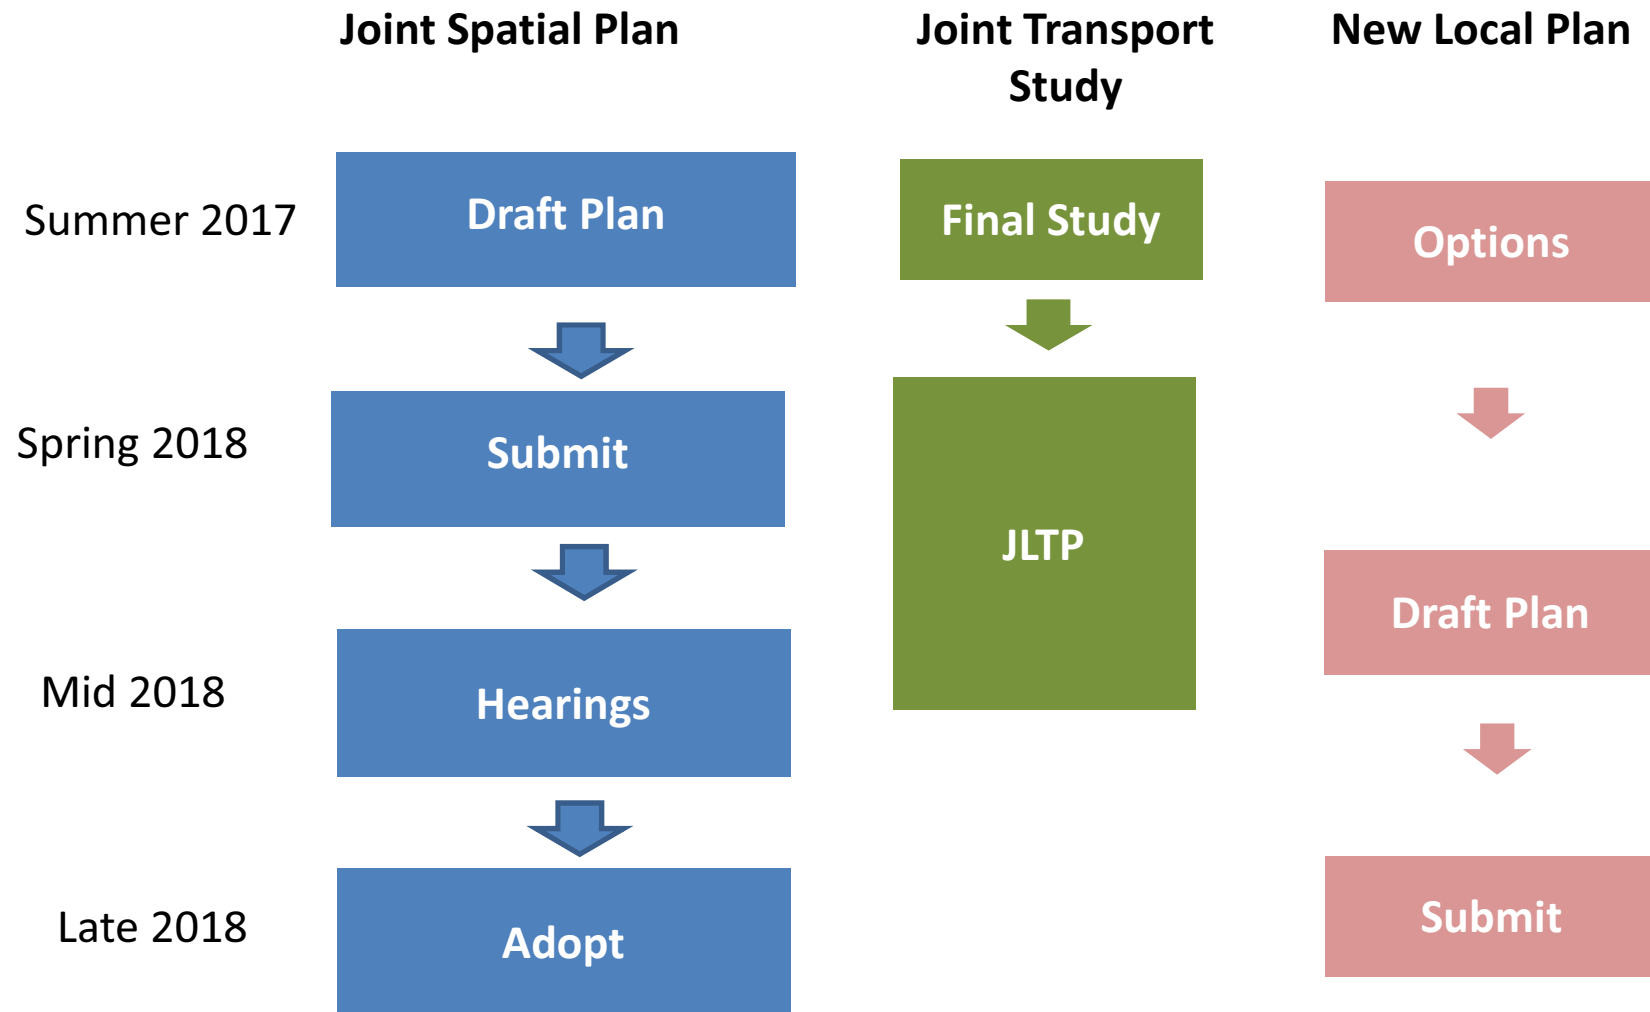 Joint Spatial Plan
Joint Transport
Study
New Local Plan
Summer 2017
Draft Plan
Final Study
Options
Spring 2018
Submit
JLTP
Draft Plan
Mid 2018
Hearings
Late 2018
Adopt
Submit